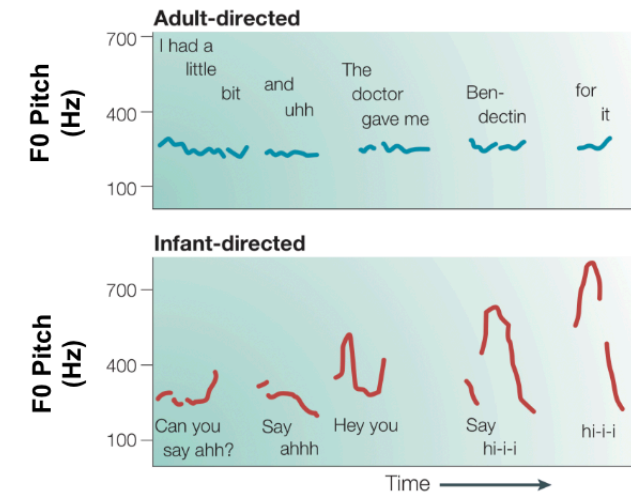 Adult-directed
F0 Pitch
(Hz)
700
400
100
I had a
little
bit
and
uhh
The
doctor
gave me
Ben-
dectin
for
it
Infant-directed
F0 Pitch
(Hz)
700
400
100
Can you
say ahh?
Say
ahhh
Hey you
Say
hi-i-i
hi-i-i
Time